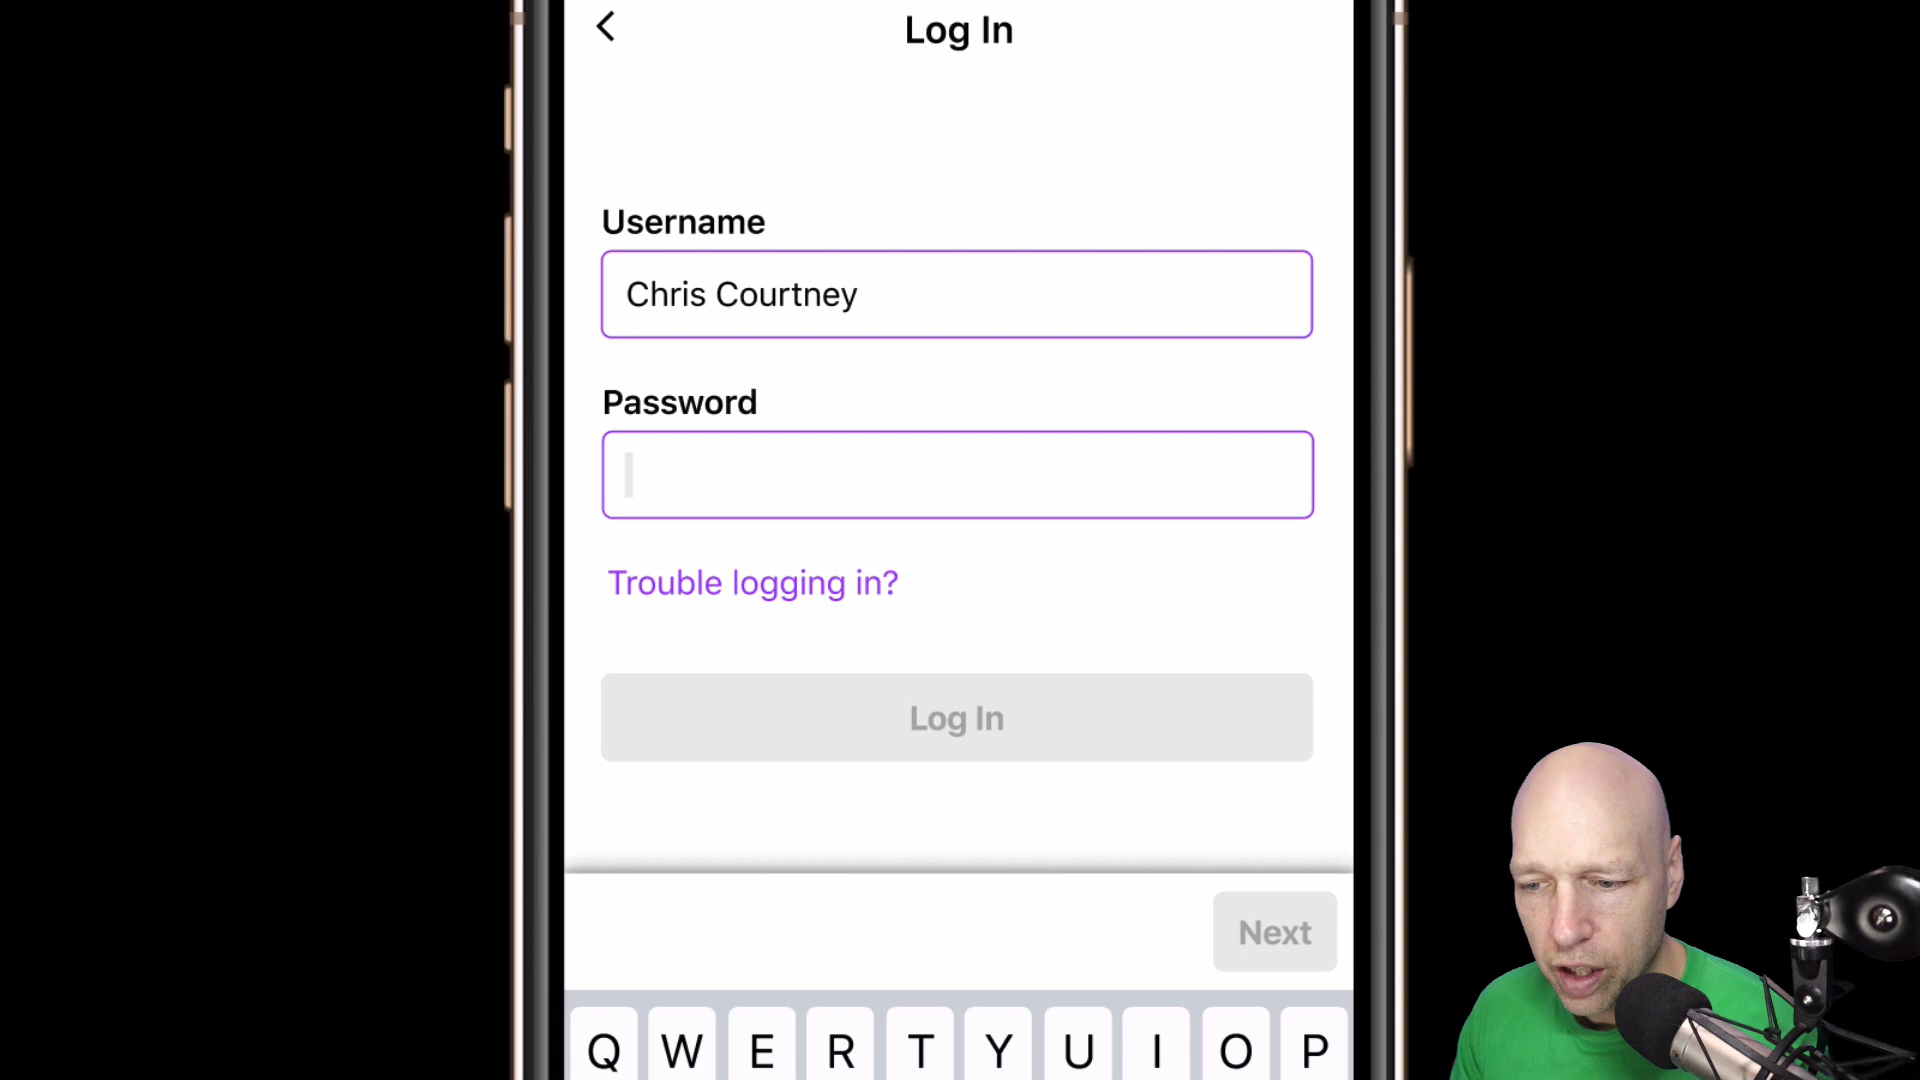 Log In
Username
Chris Courtney
Password
Trouble logging in?
Log In
Next
Q W E R T Y U I O P